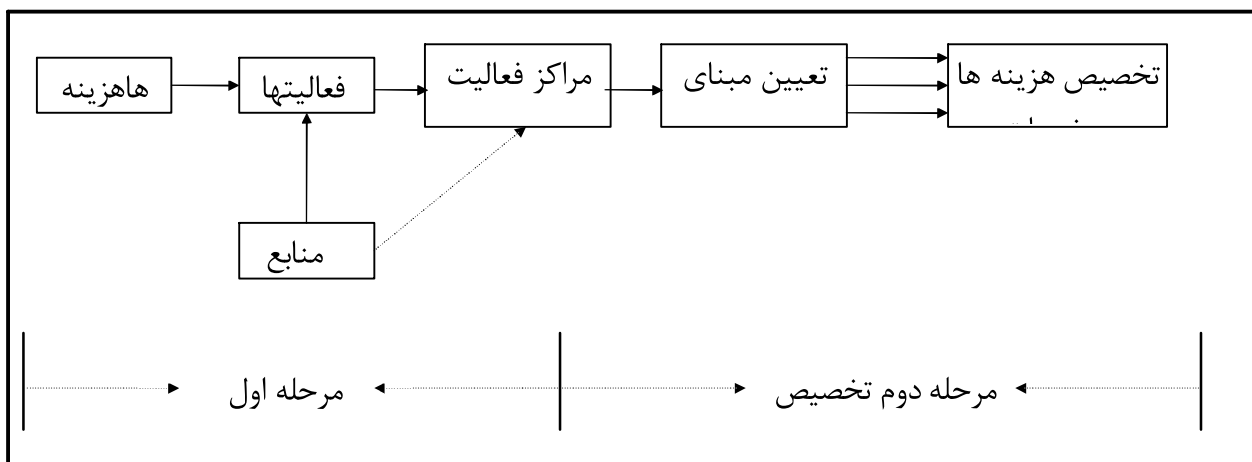 هاهزینه
فعالیتها
مراکز فعالیت
تعیین مبنای
تخصیص هزینه ها
منابع
مرحله اول
مرحله دوم تخصیص